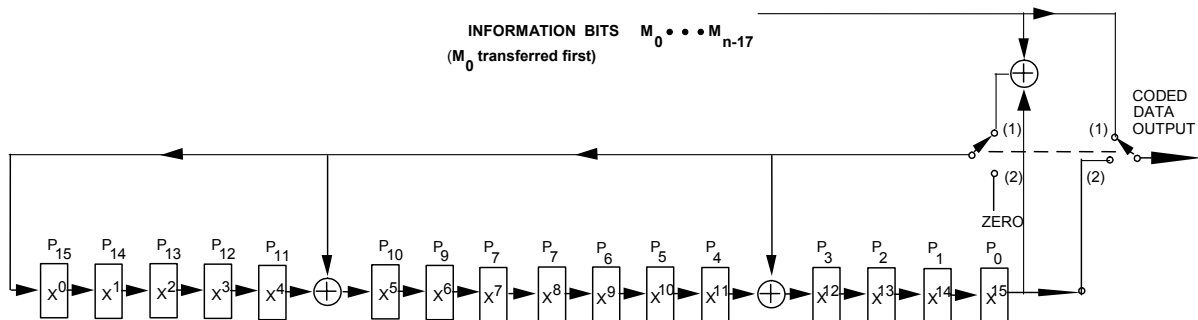 INFORMATION BITS M0 • • • Mn-17
(M0 transferred first)
CODED
DATA
OUTPUT
(1)
(1)
(2)
(2)
ZERO
P15 P14 P13 P12 P11 P10 P9 P7 P7 P6 P5 P4 P3 P2 P1 P0
X0 X1 X2 X3 X4 X5 X6 X7 X8 X9 X10 X11 X12 X13 X14 X15